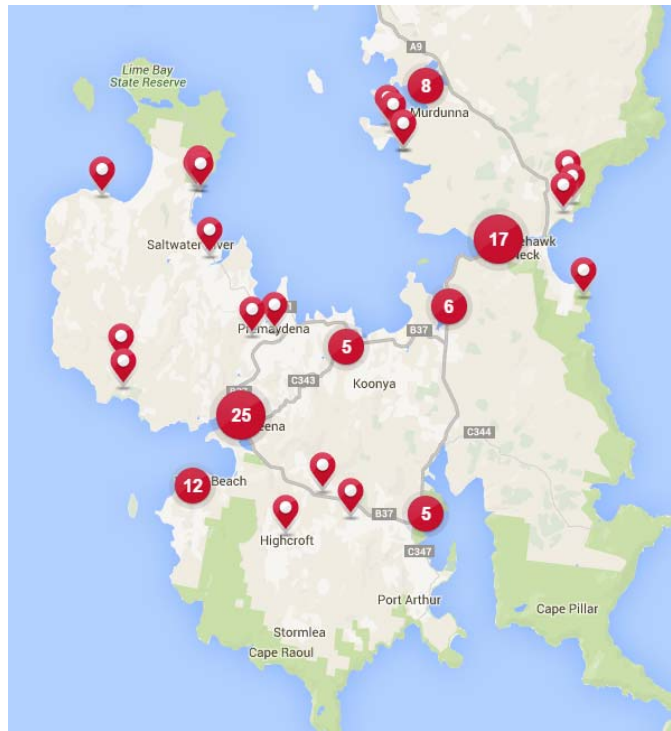 Lime Bay
State Reserve
A9
8
Murdunna
17
Saltwater River
6
B37
Premaydena
5
C343
Koonya
25
C344
12
Beach
5
B37
Highcroft
C347
Port Arthur
Cape Pillar
Stormlea
Cape Raoul